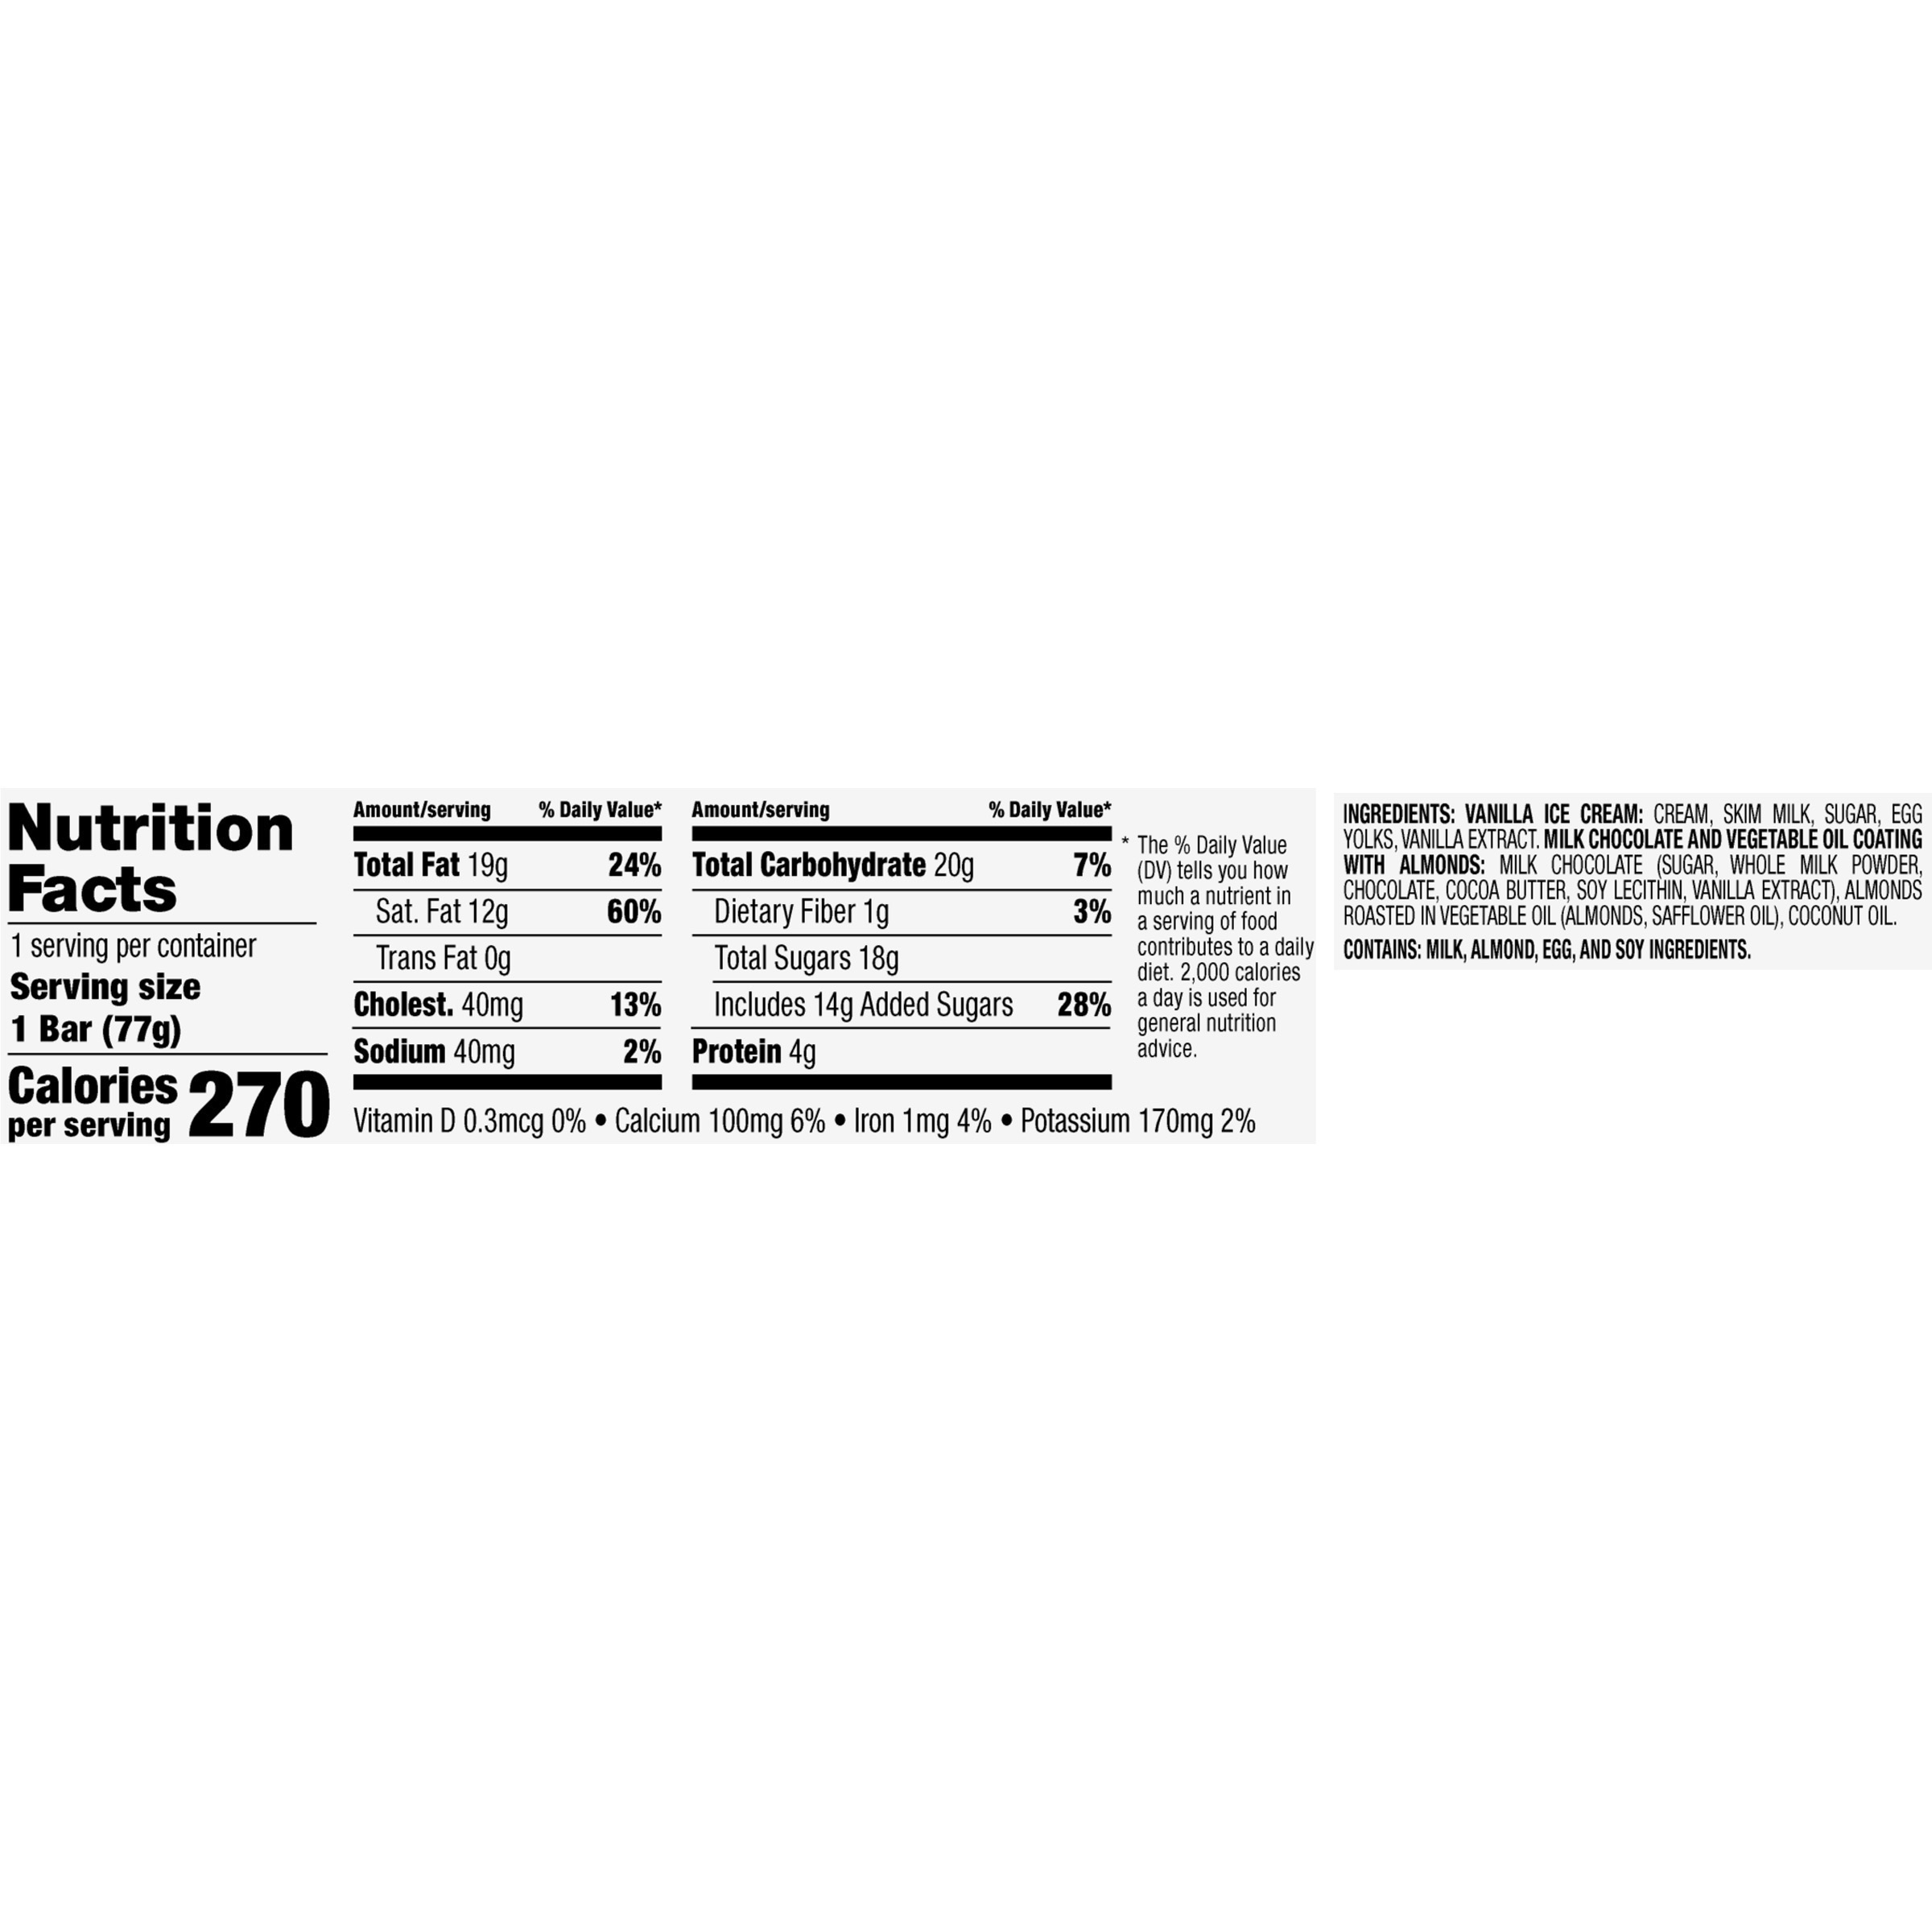 Nutrition
Facts
1 serving per container
Serving size
1 Bar (77g)
Calories
per serving
270
Amount/serving % Daily Value*
Total Fat 19g 24%
Sat. Fat 12g 60%
Trans Fat 0g
Cholest. 40mg 13%
Sodium 40mg 2%
Amount/serving % Daily Value*
Total Carbohydrate 20g 7%
Dietary Fiber 1g 3%
Total Sugars 18g
Includes 14g Added Sugars 28%
Protein 4g
* The % Daily Value
(DV) tells you how
much a nutrient in
a serving of food
contributes to a daily
diet. 2,000 calories
a day is used for
general nutrition
advice.
Vitamin D 0.3mcg 0% • Calcium 100mg 6% • Iron 1mg 4% • Potassium 170mg 2%
INGREDIENTS: VANILLA ICE CREAM: CREAM, SKIM MILK, SUGAR, EGG
YOLKS, VANILLA EXTRACT. MILK CHOCOLATE AND VEGETABLE OIL COATING
WITH ALMONDS: MILK CHOCOLATE (SUGAR, WHOLE MILK POWDER,
CHOCOLATE, COCOA BUTTER, SOY LECITHIN, VANILLA EXTRACT), ALMONDS
ROASTED IN VEGETABLE OIL (ALMONDS, SAFFLOWER OIL), COCONUT OIL.
CONTAINS: MILK, ALMOND, EGG, AND SOY INGREDIENTS.